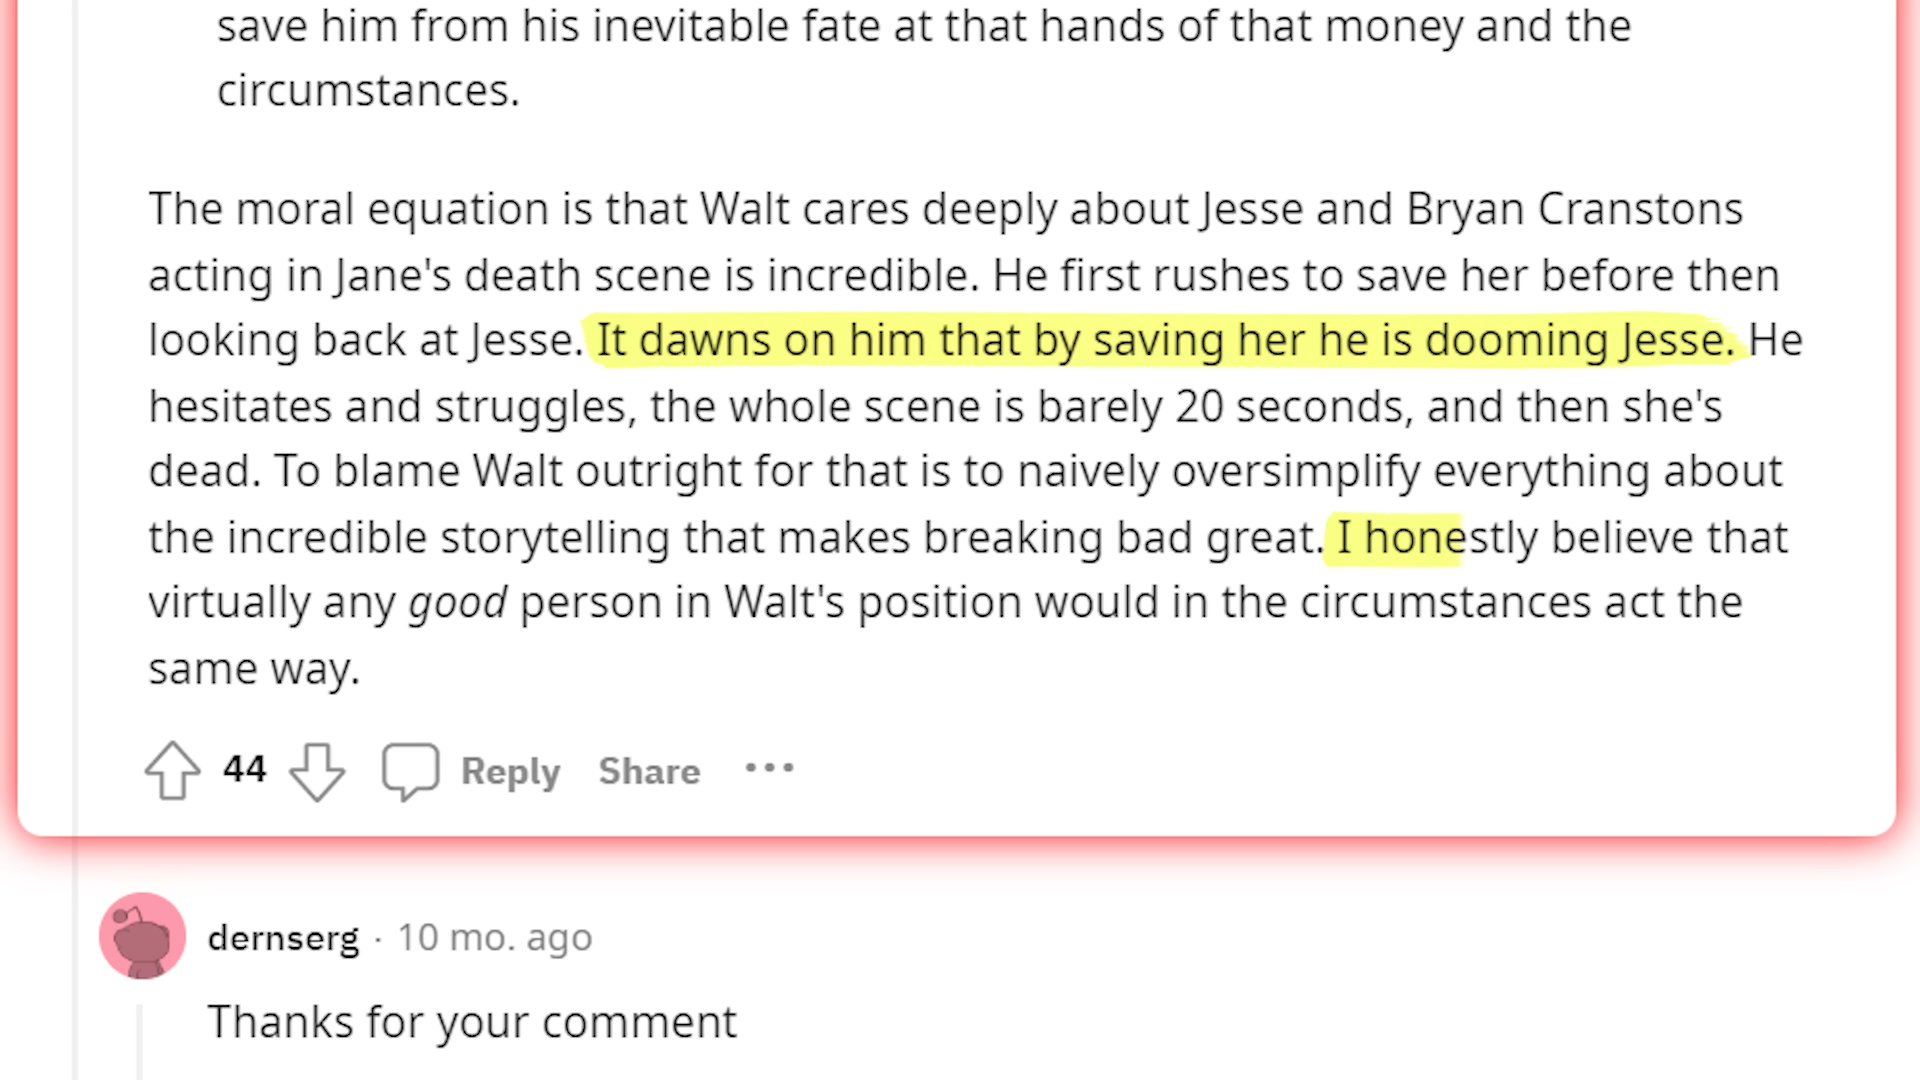 save him from his inevitable fate at that hands of that money and the
circumstances.
The moral equation is that Walt cares deeply about Jesse and Bryan Cranstons
acting in Jane's death scene is incredible. He first rushes to save her before then
looking back at Jesse. It dawns on him that by saving her he is dooming Jesse. He
hesitates and struggles, the whole scene is barely 20 seconds, and then she's
dead. To blame Walt outright for that is to naively oversimplify everything about
the incredible storytelling that makes breaking bad great. I honestly believe that
virtually any good person in Walt's position would in the circumstances act the
same way.
44 Reply Share ···
dernserg · 10 mo. ago
Thanks for your comment